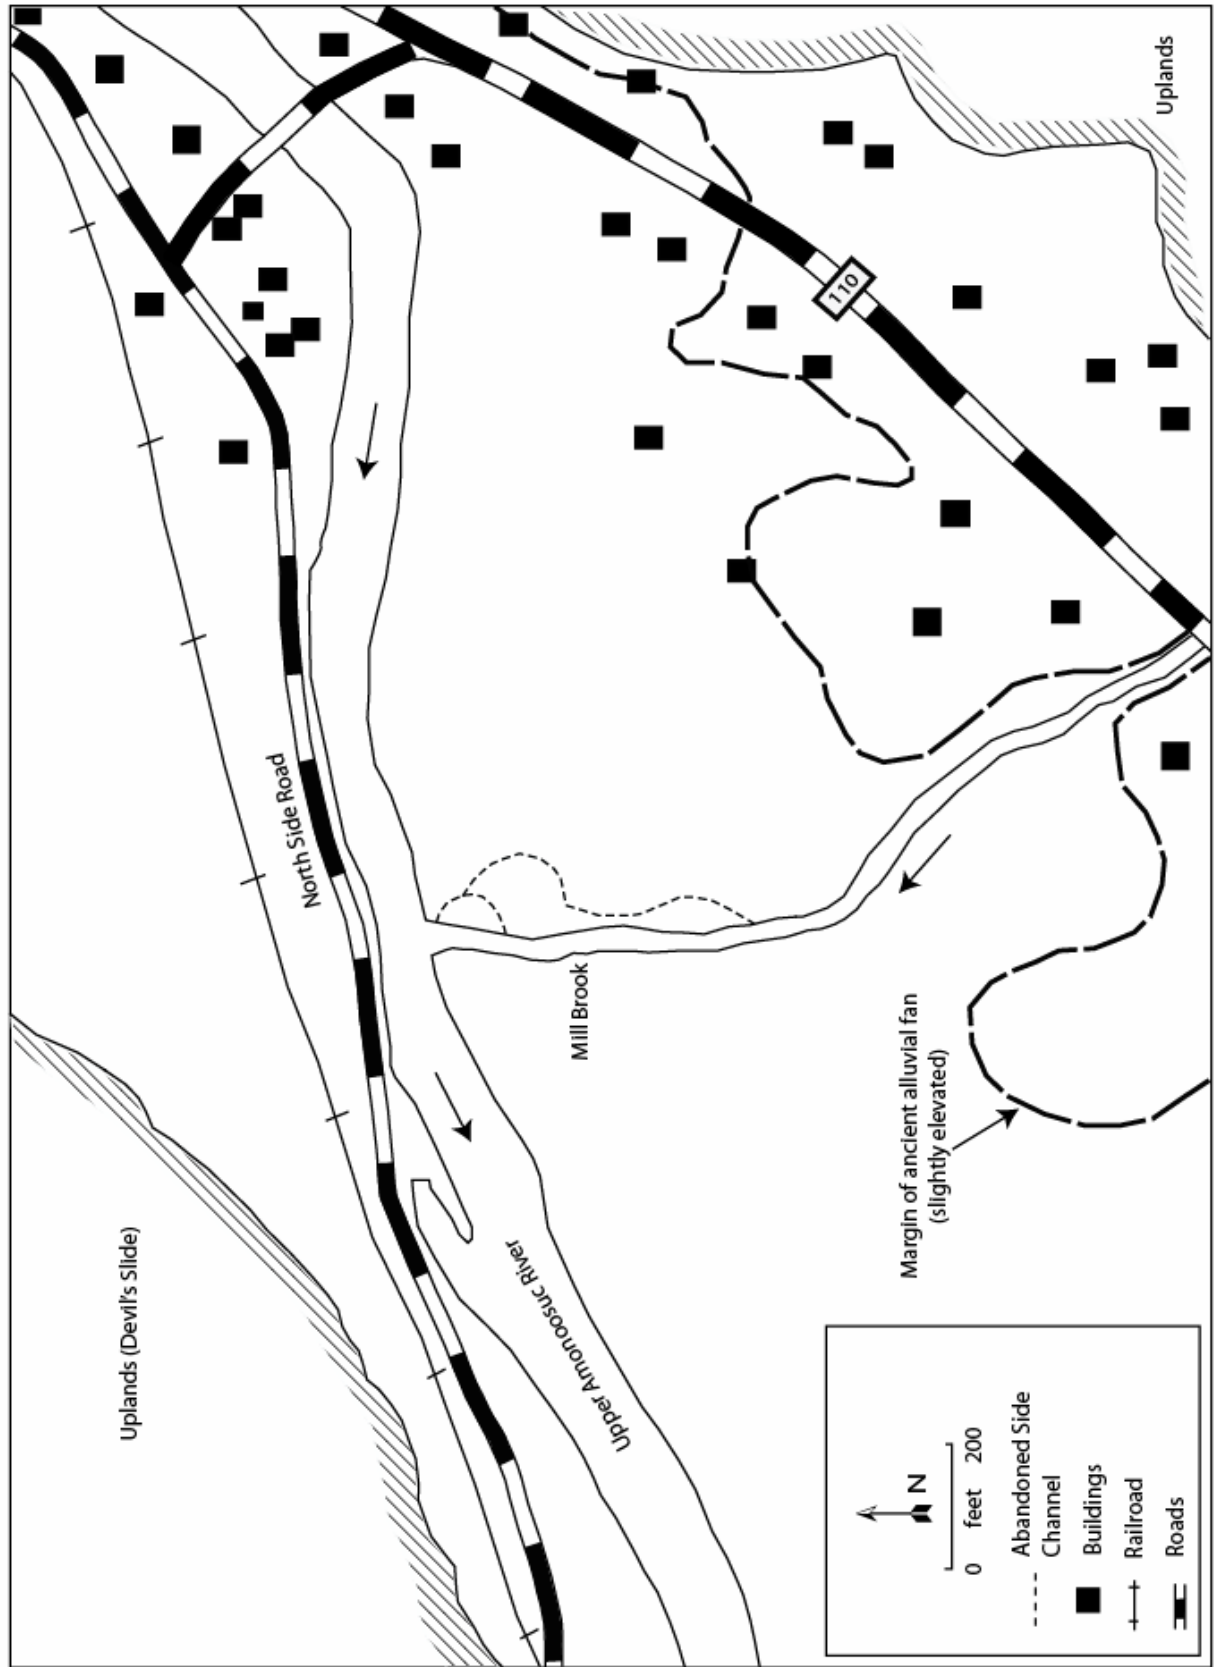 Uplands (Devil's Slide)
North Side Road
Upper Amonoosuc River
Mill Brook
110
Uplands
Margin of ancient alluvial fan
(slightly elevated)
N
0 feet 200
Abandoned Side
Channel
Buildings
Railroad
Roads